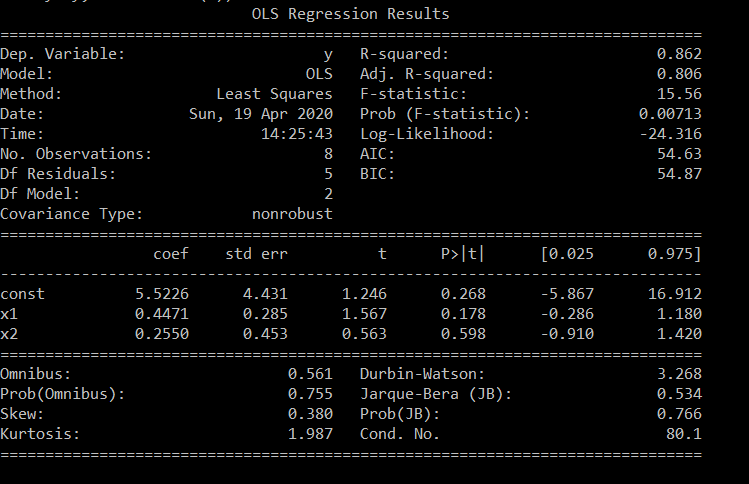 OLS Regression Results
==============================================================================
Dep. Variable:                      y   R-squared:                       0.862
Model:                            OLS   Adj. R-squared:                  0.806
Method:                 Least Squares   F-statistic:                     15.56
Date:                Sun, 19 Apr 2020   Prob (F-statistic):            0.00713
Time:                        14:25:43   Log-Likelihood:                -24.316
No. Observations:                   8   AIC:                             54.63
Df Residuals:                       5   BIC:                             54.87
Df Model:                           2
Covariance Type:            nonrobust
==============================================================================
                 coef    std err          t      P>|t|      [0.025      0.975]
------------------------------------------------------------------------------
const          5.5226      4.431      1.246      0.268      -5.867      16.912
x1             0.4471      0.285      1.567      0.178      -0.286       1.180
x2             0.2550      0.453      0.563      0.598      -0.910       1.420
==============================================================================
Omnibus:                        0.561   Durbin-Watson:                   3.268
Prob(Omnibus):                  0.755   Jarque-Bera (JB):                0.534
Skew:                           0.380   Prob(JB):                        0.766
Kurtosis:                       1.987   Cond. No.                         80.1
==============================================================================